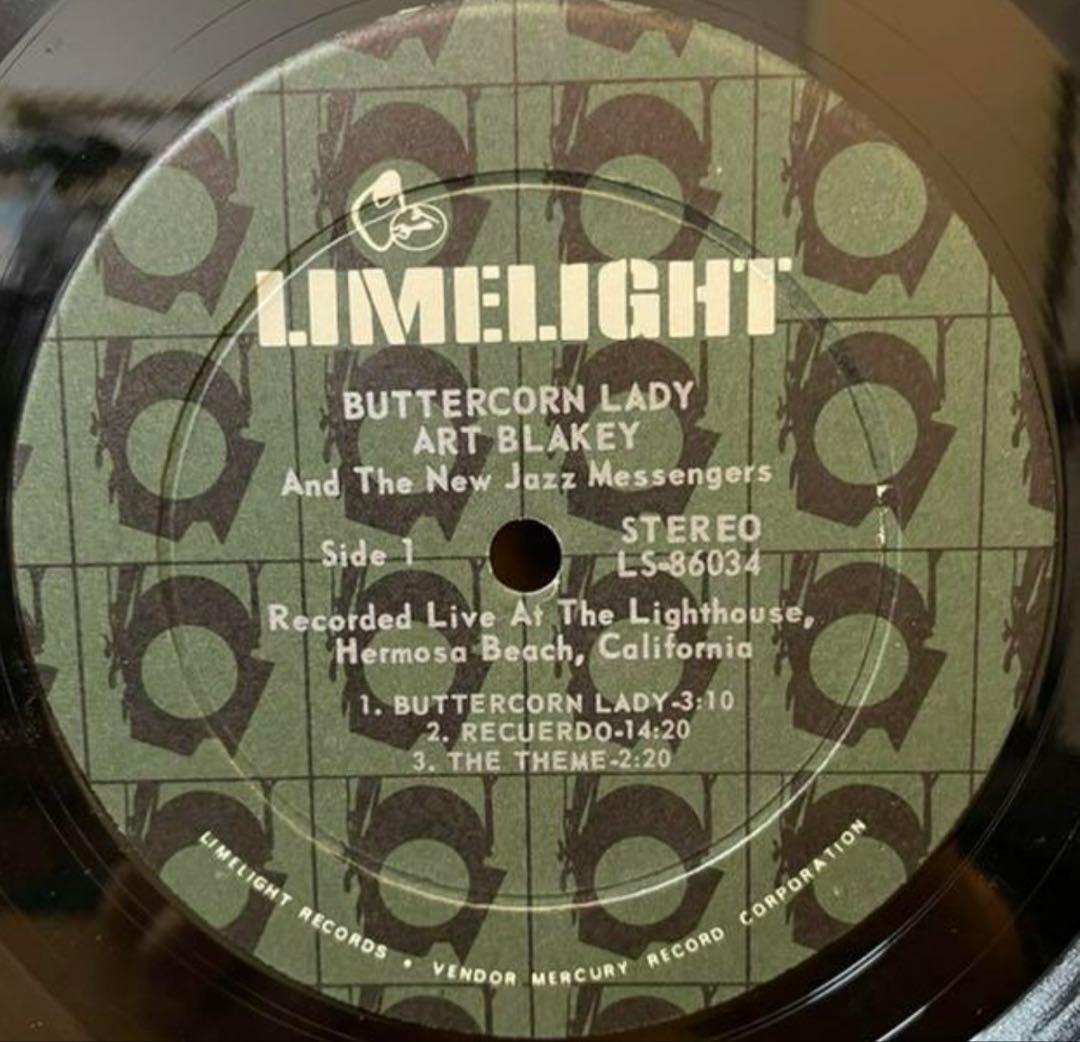 LIMELIGHT
BUTTERCORN LADY
ART BLAKEY
And The New Jazz Messengers
Side 1
STEREO
LS-86034
Recorded Live At The Lighthouse,
Hermosa Beach, California
1. BUTTERCORN LADY-3:10
2. RECUERDO-14:20
3. THE THEME-2:20
LIMELIGHT RECORDS • VENDOR MERCURY RECORD CORPORATION